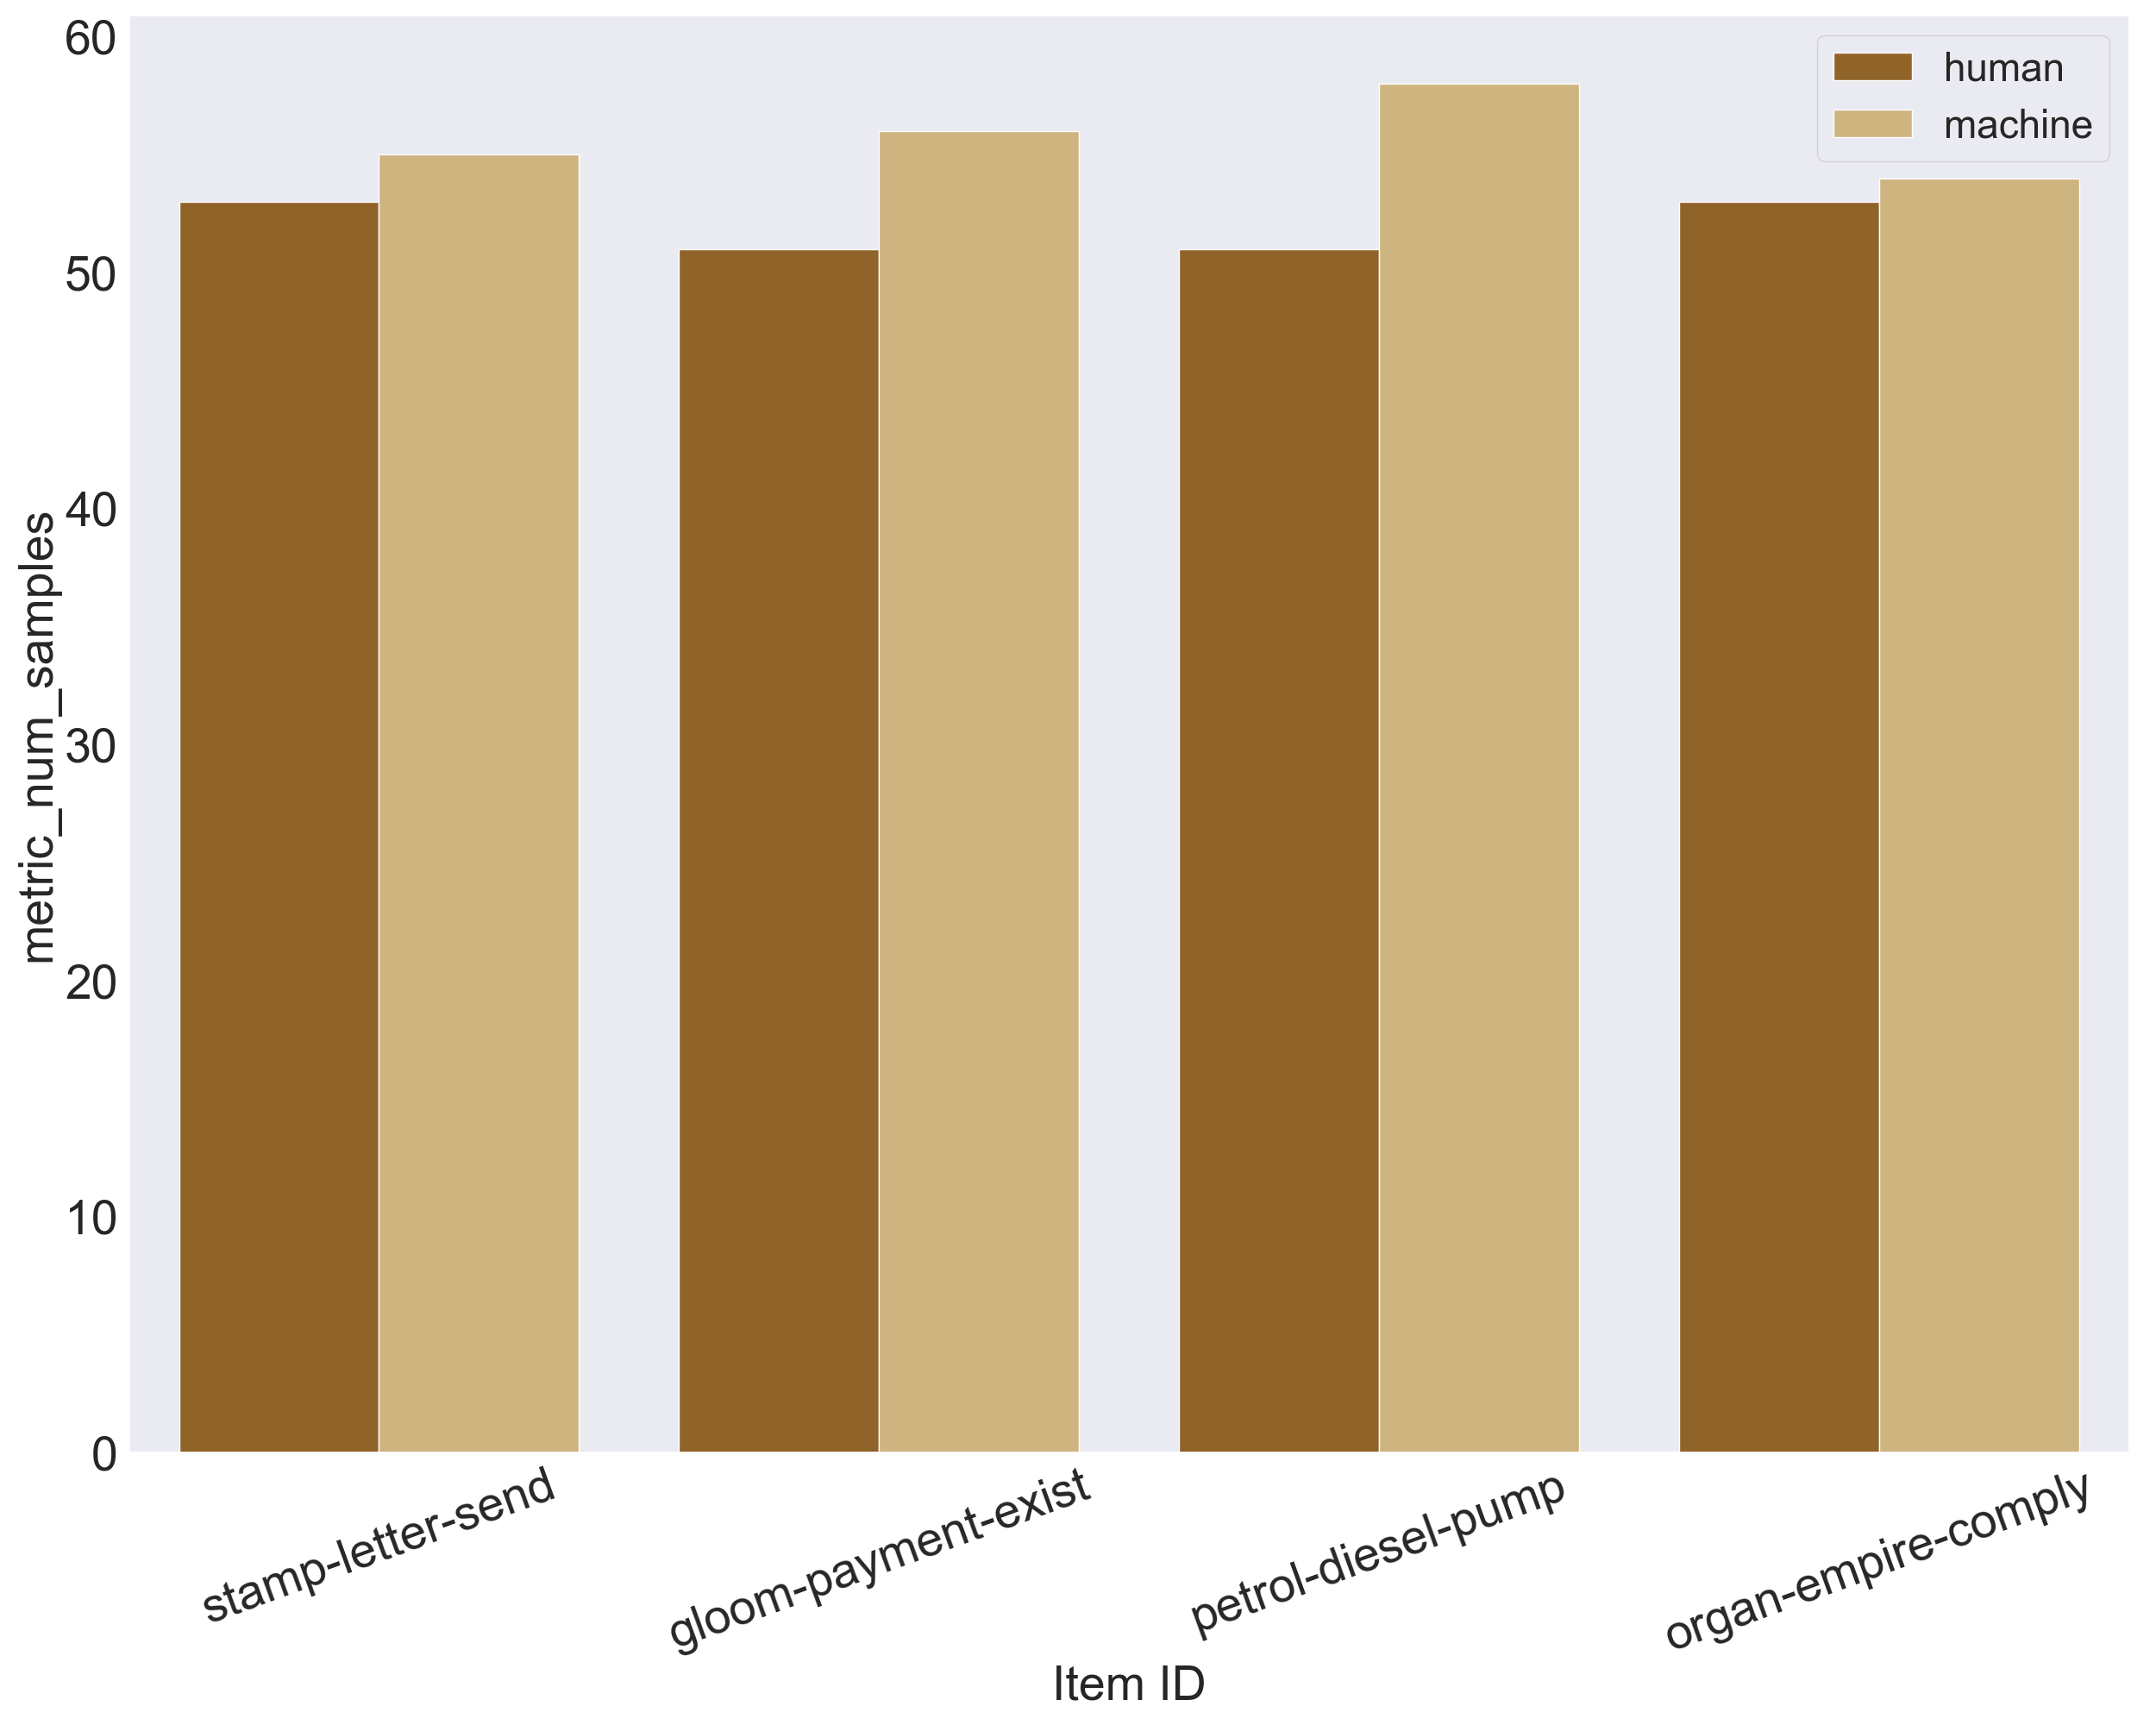 human
machine
metric_num_samples
60
50
40
30
20
10
0
stamp-letter-send
gloom-payment-exist
petrol-diesel-pump
organ-empire-comply
Item ID